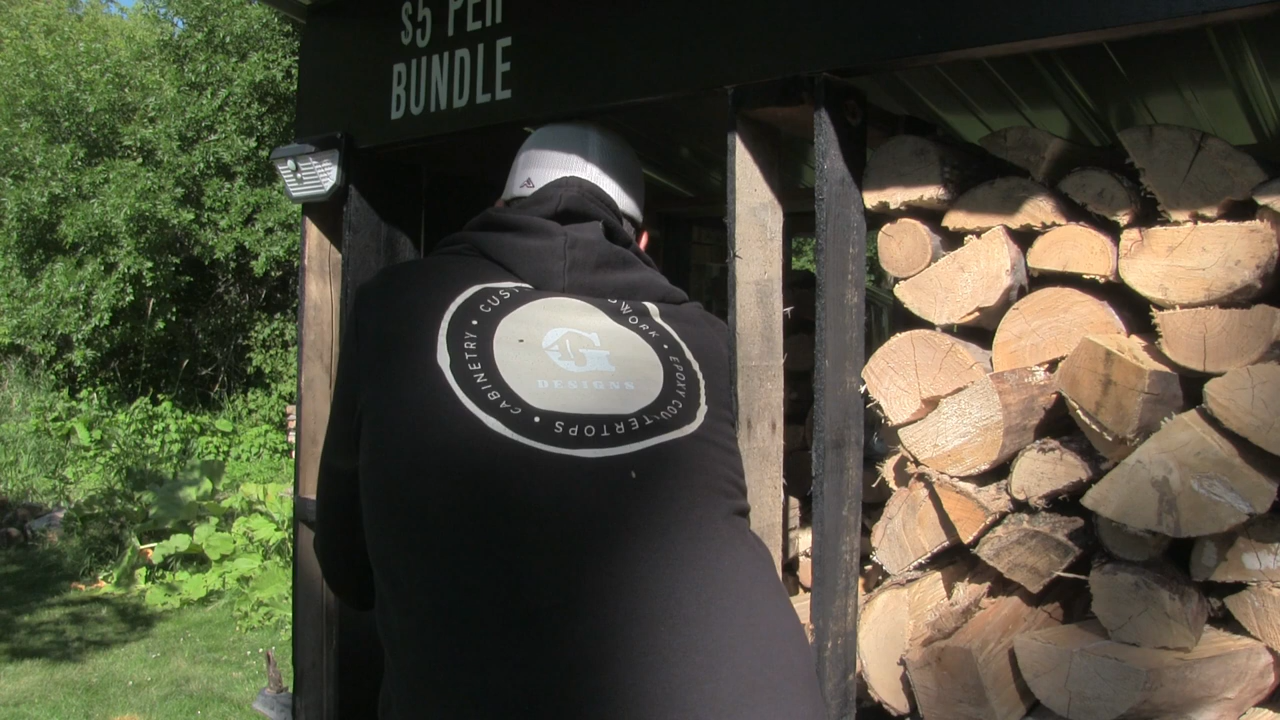 $5 PER
BUNDLE
G
DESIGNS
CABINETRY •
EPOXY COUNTERTOPS •